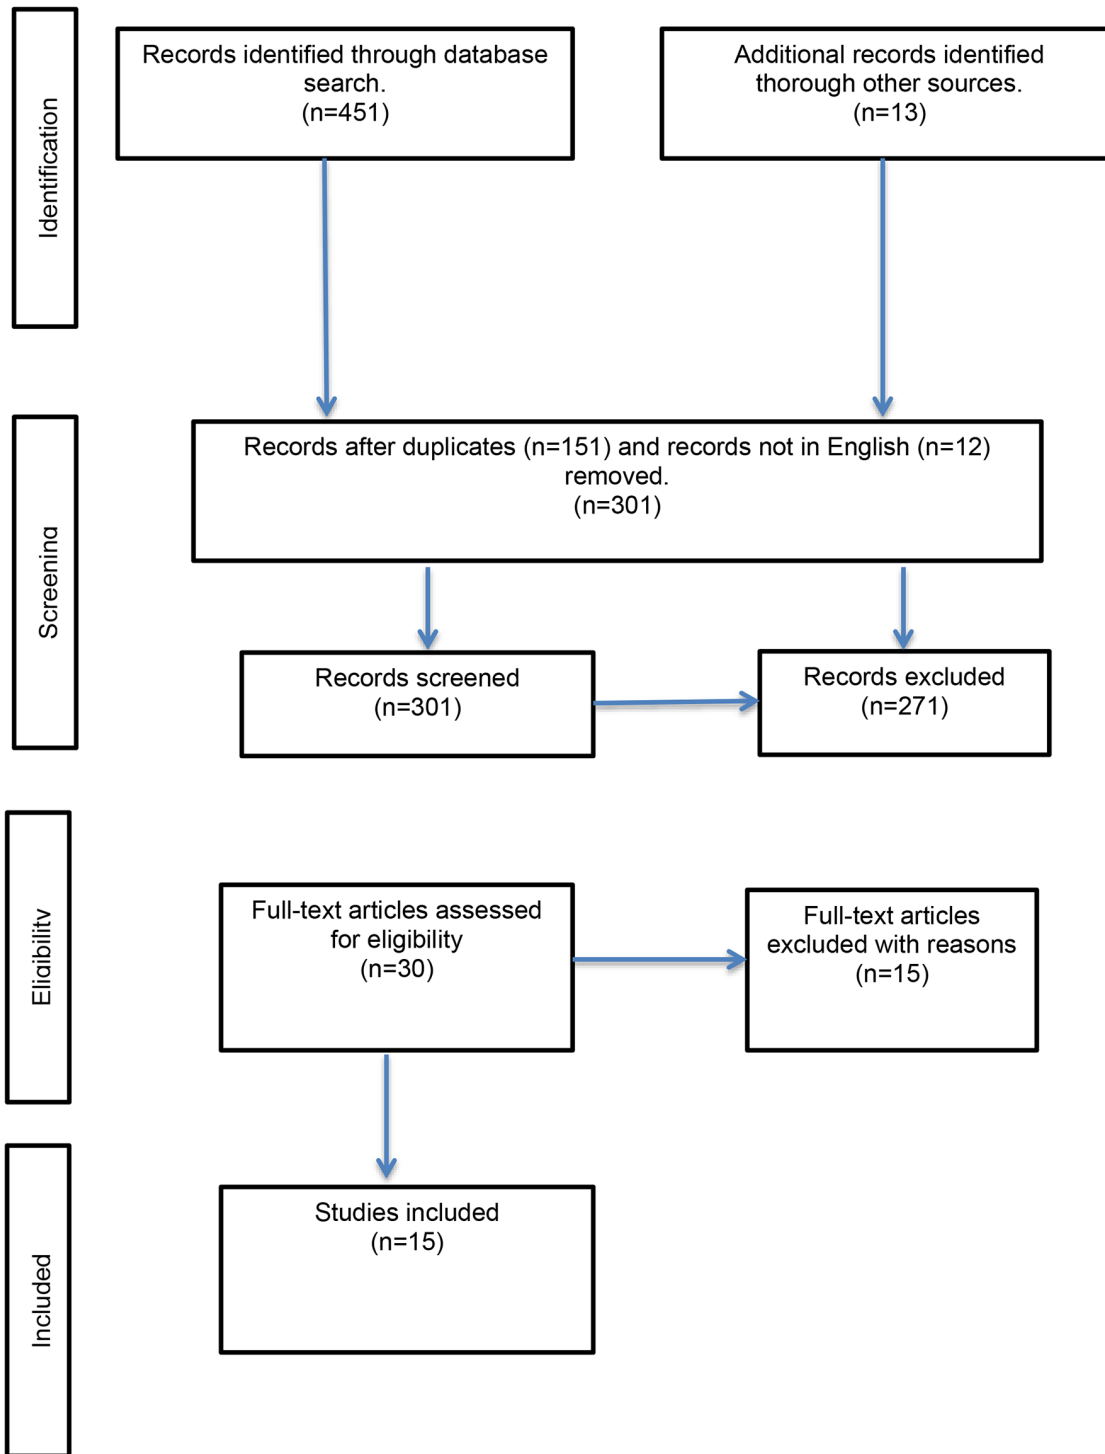 Identification
Records identified through database
search.
(n=451)
Additional records identified
thorough other sources.
(n=13)
Screening
Records after duplicates (n=151) and records not in English (n=12)
removed.
(n=301)
Records screened
(n=301)
Records excluded
(n=271)
Eligibility
Full-text articles assessed
for eligibility
(n=30)
Full-text articles
excluded with reasons
(n=15)
Included
Studies included
(n=15)